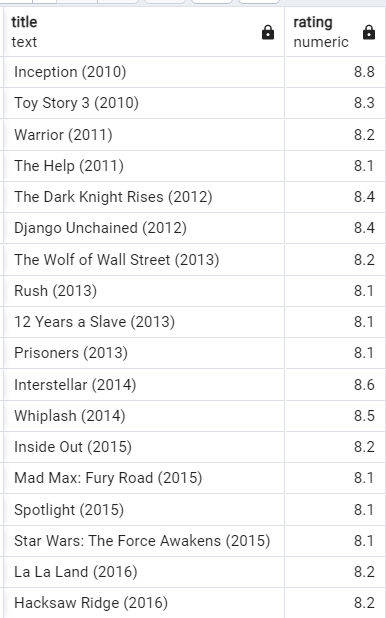 title rating
text numeric
Inception (2010) 8.8
Toy Story 3 (2010) 8.3
Warrior (2011) 8.2
The Help (2011) 8.1
The Dark Knight Rises (2012) 8.4
Django Unchained (2012) 8.4
The Wolf of Wall Street (2013) 8.2
Rush (2013) 8.1
12 Years a Slave (2013) 8.1
Prisoners (2013) 8.1
Interstellar (2014) 8.6
Whiplash (2014) 8.5
Inside Out (2015) 8.2
Mad Max: Fury Road (2015) 8.1
Spotlight (2015) 8.1
Star Wars: The Force Awakens (2015) 8.1
La La Land (2016) 8.2
Hacksaw Ridge (2016) 8.2